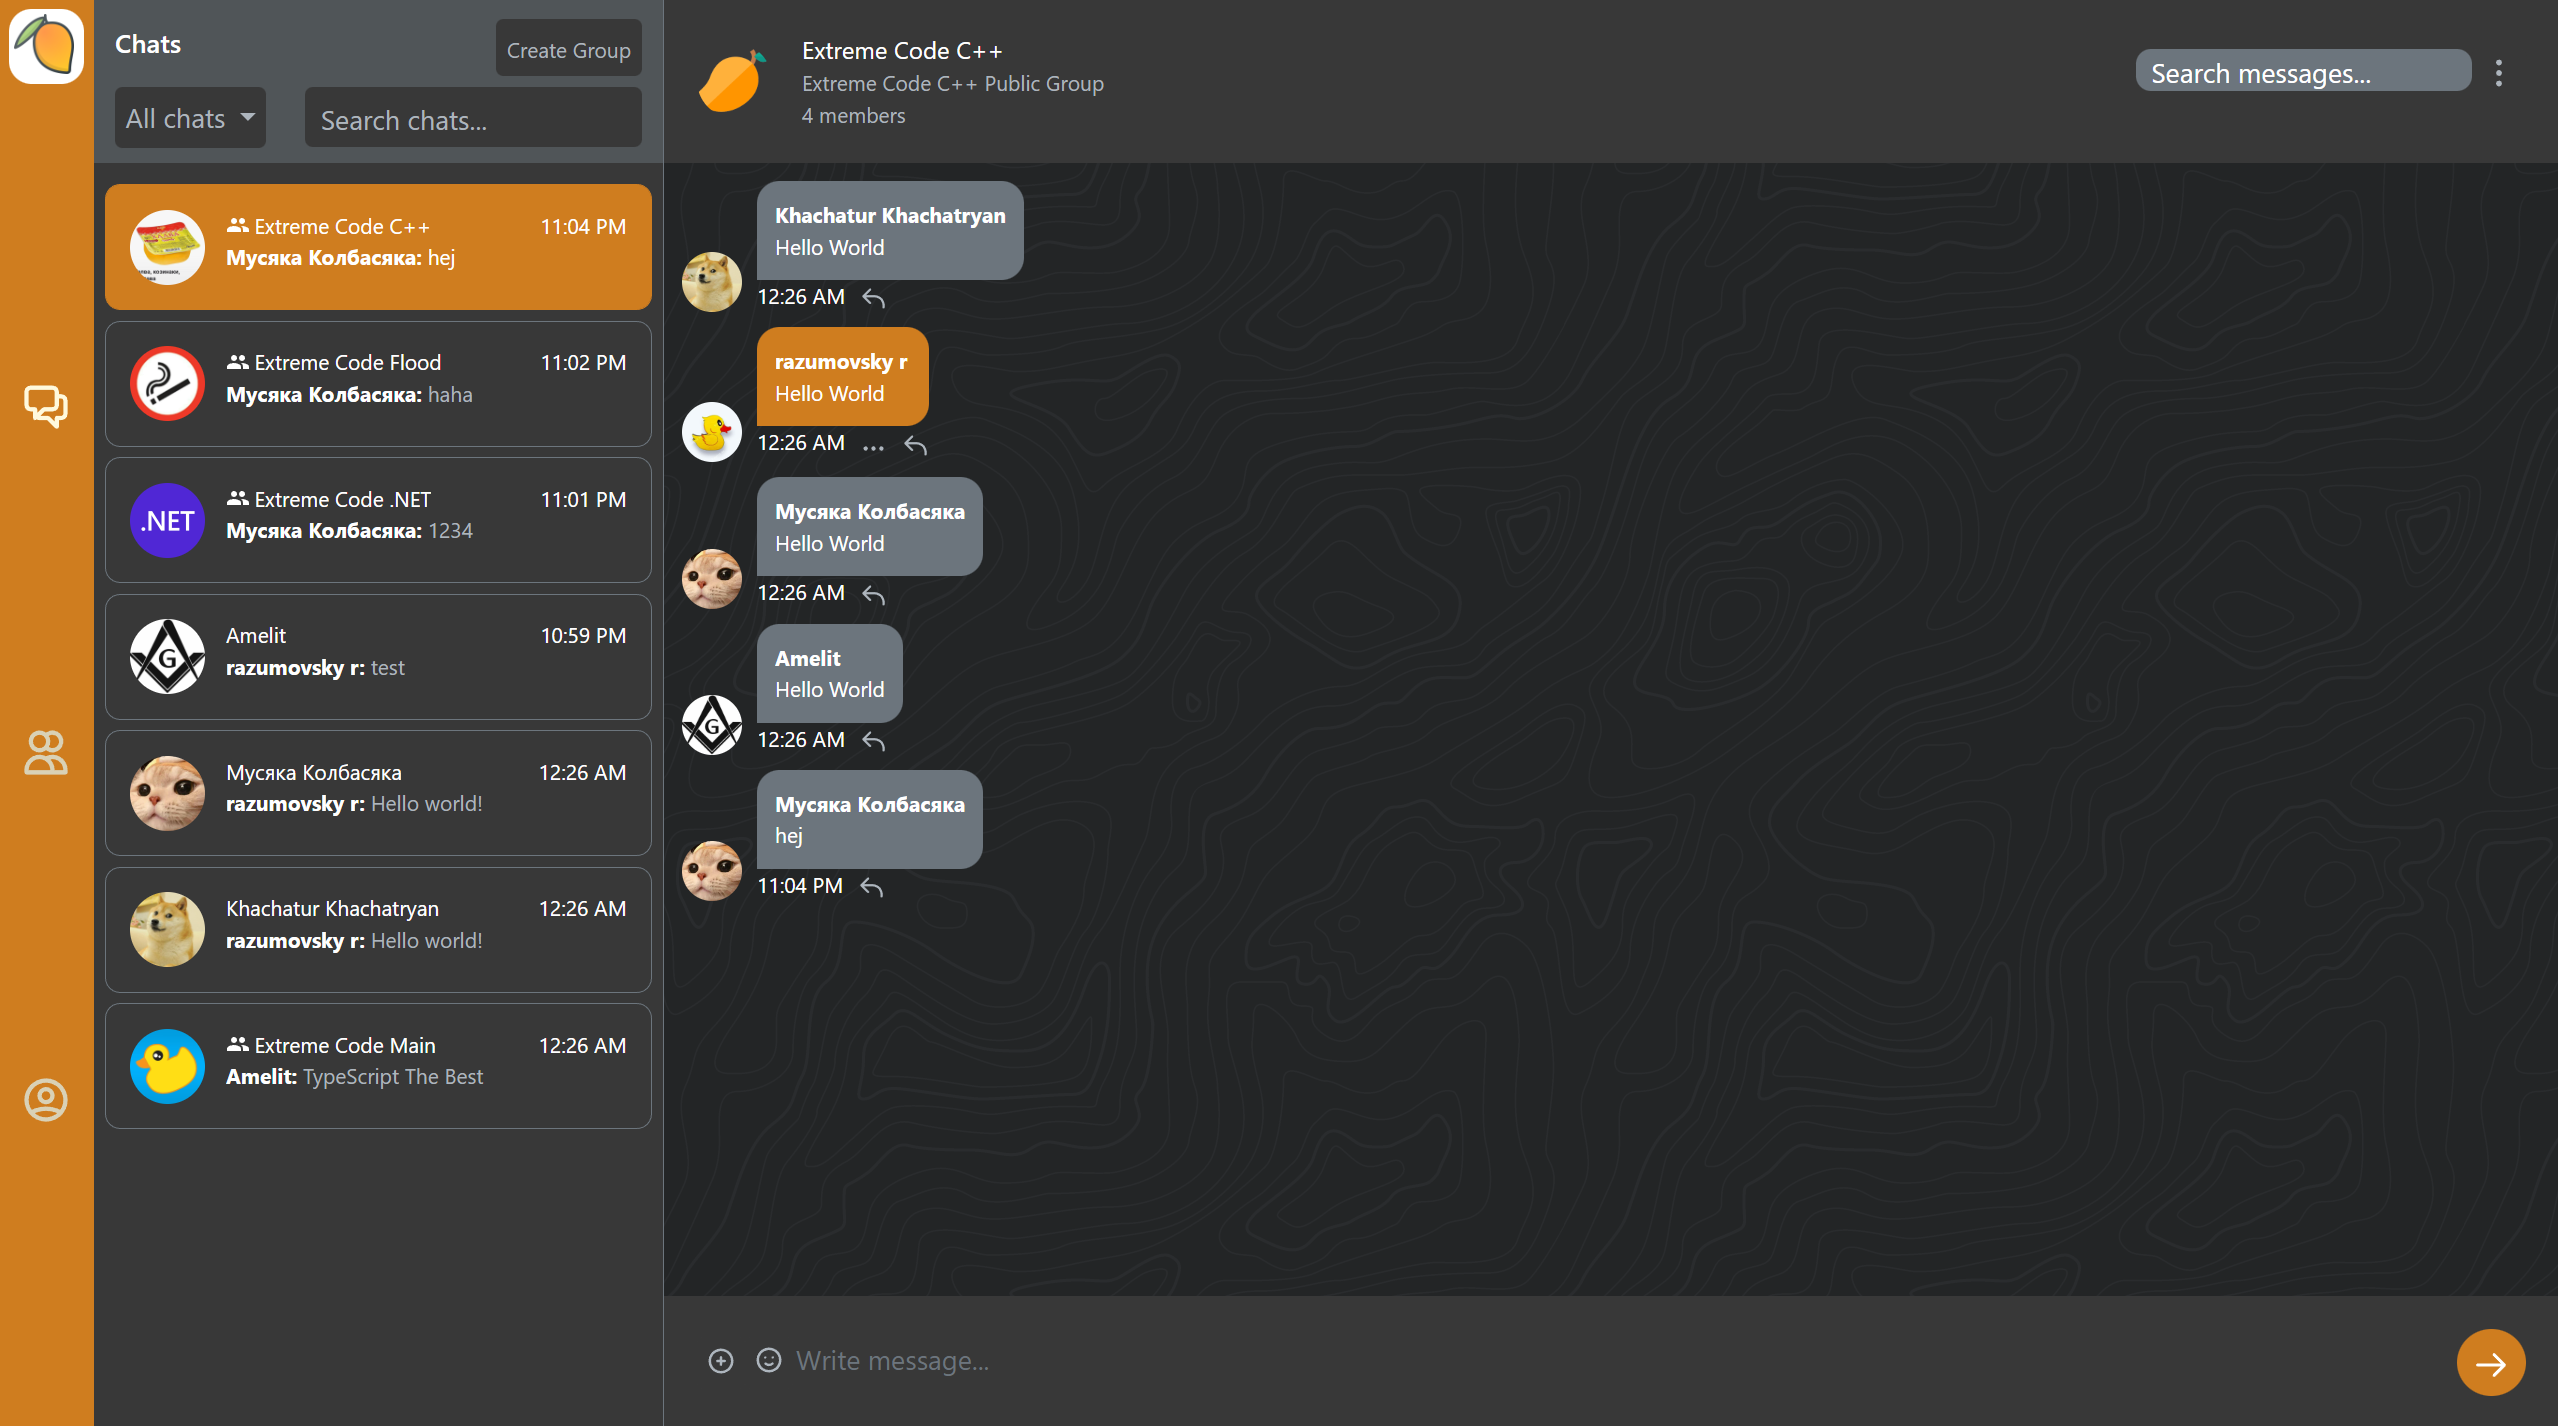 Chats
Create Group
All chats
Search chats...
Extreme Code C++ 11:04 PM
Мусяка Колбасяка: hej
Extreme Code Flood 11:02 PM
Мусяка Колбасяка: haha
.NET
Extreme Code .NET 11:01 PM
Мусяка Колбасяка: 1234
G
Amelit 10:59 PM
razumovsky r: test
Мусяка Колбасяка 12:26 AM
razumovsky r: Hello world!
Khachatur Khachatryan 12:26 AM
razumovsky r: Hello world!
Extreme Code Main 12:26 AM
Amelit: TypeScript The Best
Extreme Code C++
Extreme Code C++ Public Group
4 members
Search messages...
Khachatur Khachatryan
Hello World
12:26 AM
razumovsky r
Hello World
12:26 AM
Мусяка Колбасяка
Hello World
12:26 AM
Amelit
Hello World
G
12:26 AM
Мусяка Колбасяка
hej
11:04 PM
Write message...